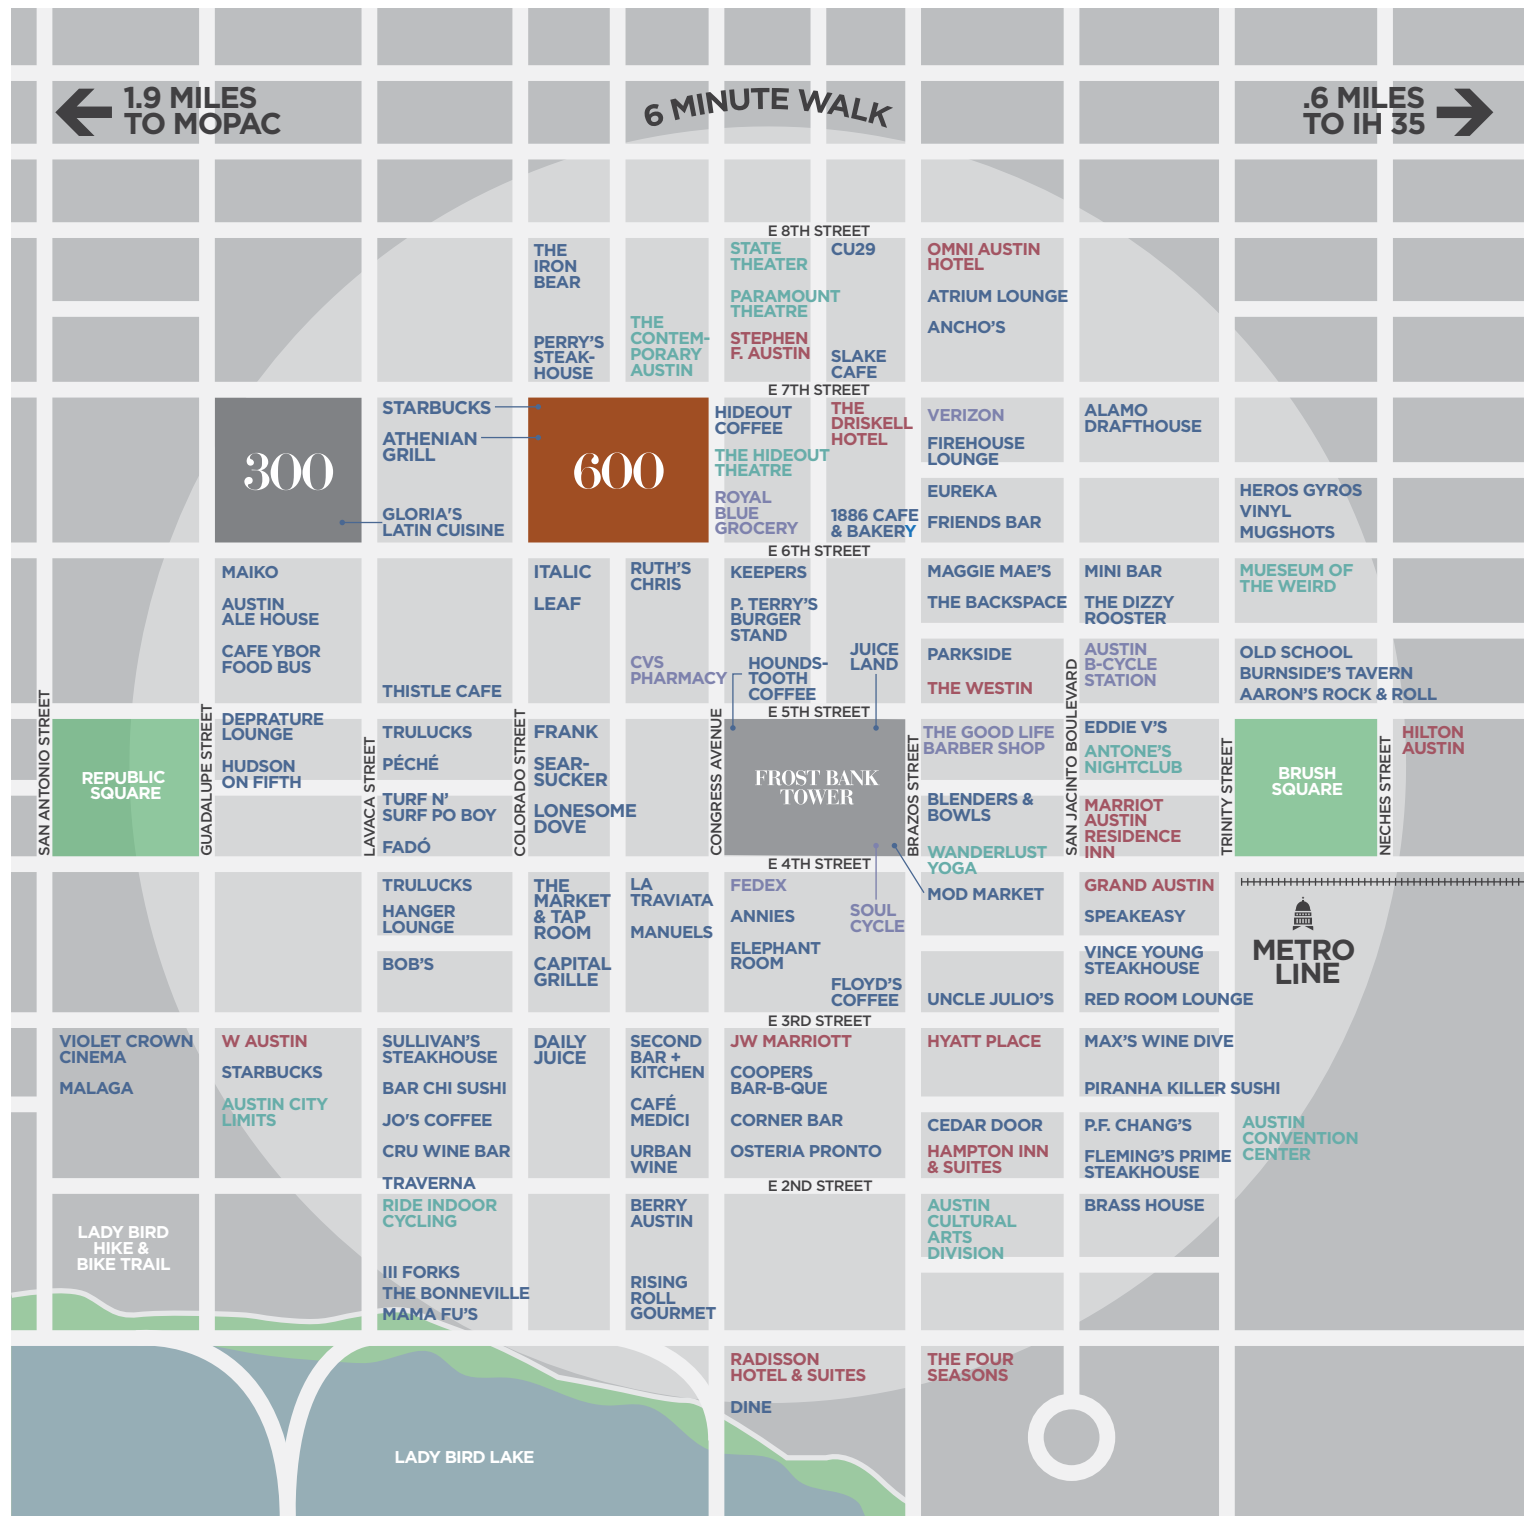 1.9 MILES
TO MOPAC
6 MINUTE WALK
.6 MILES
TO IH 35
E 8TH STREET
THE
IRON
BEAR
PERRY'S
STEAK-
HOUSE
THE
CONTEM-
PORARY
AUSTIN
STATE
THEATER
PARAMOUNT
THEATRE
STEPHEN
F. AUSTIN
CU29
SLAKE
CAFE
OMNI AUSTIN
HOTEL
ATRIUM LOUNGE
ANCHO'S
E 7TH STREET
300
STARBUCKS
ATHENIAN
GRILL
GLORIA'S
LATIN CUISINE
600
HIDEOUT
COFFEE
THE HIDEOUT
THEATRE
ROYAL
BLUE
GROCERY
THE
DRISKELL
HOTEL
1886 CAFE
& BAKERY
VERIZON
FIREHOUSE
LOUNGE
EUREKA
FRIENDS BAR
ALAMO
DRAFTHOUSE
HEROS GYROS
VINYL
MUGSHOTS
E 6TH STREET
MAIKO
AUSTIN
ALE HOUSE
CAFE YBOR
FOOD BUS
THISTLE CAFE
ITALIC
LEAF
RUTH'S
CHRIS
CVS
PHARMACY
KEEPERS
P. TERRY'S
BURGER
STAND
HOUNDS-
TOOTH
COFFEE
JUICE
LAND
MAGGIE MAE'S
THE BACKSPACE
PARKSIDE
THE WESTIN
MINI BAR
THE DIZZY
ROOSTER
AUSTIN
B-CYCLE
STATION
MUESEUM OF
THE WEIRD
OLD SCHOOL
BURNSIDE'S TAVERN
AARON'S ROCK & ROLL
E 5TH STREET
SAN ANTONIO STREET
REPUBLIC
SQUARE
GUADALUPE STREET
DEPRATURE
LOUNGE
HUDSON
ON FIFTH
LAVACA STREET
TRULUCKS
PÉCHÉ
TURF N'
SURF PO BOY
FADÓ
COLORADO STREET
FRANK
SEAR-
SUCKER
LONESOME
DOVE
CONGRESS AVENUE
FROST BANK
TOWER
BRAZOS STREET
THE GOOD LIFE
BARBER SHOP
BLENDERS &
BOWLS
WANDERLUST
YOGA
SAN JACINTO BOULEVARD
EDDIE V'S
ANTONE'S
NIGHTCLUB
MARRIOT
AUSTIN
RESIDENCE
INN
TRINITY STREET
BRUSH
SQUARE
NECHES STREET
HILTON
AUSTIN
E 4TH STREET
TRULUCKS
HANGER
LOUNGE
BOB'S
THE
MARKET
& TAP
ROOM
CAPITAL
GRILLE
LA
TRAVIATA
MANUELS
FEDEX
ANNIES
ELEPHANT
ROOM
SOUL
CYCLE
FLOYD'S
COFFEE
MOD MARKET
UNCLE JULIO'S
GRAND AUSTIN
SPEAKEASY
VINCE YOUNG
STEAKHOUSE
RED ROOM LOUNGE
METRO
LINE
E 3RD STREET
VIOLET CROWN
CINEMA
MALAGA
W AUSTIN
STARBUCKS
AUSTIN CITY
LIMITS
SULLIVAN'S
STEAKHOUSE
BAR CHI SUSHI
JO'S COFFEE
CRU WINE BAR
TRAVERNA
DAILY
JUICE
SECOND
BAR +
KITCHEN
CAFÉ
MEDICI
URBAN
WINE
JW MARRIOTT
COOPERS
BAR-B-QUE
CORNER BAR
OSTERIA PRONTO
HYATT PLACE
CEDAR DOOR
HAMPTON INN
& SUITES
MAX'S WINE DIVE
PIRANHA KILLER SUSHI
P.F. CHANG'S
FLEMING'S PRIME
STEAKHOUSE
AUSTIN
CONVENTION
CENTER
E 2ND STREET
LADY BIRD
HIKE &
BIKE TRAIL
RIDE INDOOR
CYCLING
III FORKS
THE BONNEVILLE
MAMA FU'S
BERRY
AUSTIN
RISING
ROLL
GOURMET
AUSTIN
CULTURAL
ARTS
DIVISION
BRASS HOUSE
RADISSON
HOTEL & SUITES
DINE
THE FOUR
SEASONS
LADY BIRD LAKE